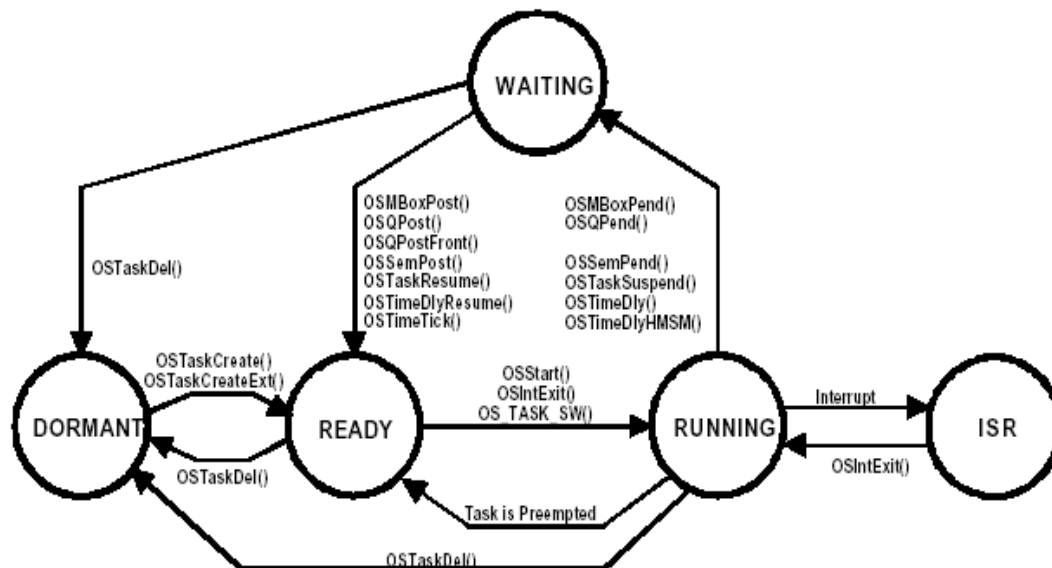 WAITING
OSMBoxPost()
OSQPost()
OSQPostFront()
OSSemPost()
OSTaskResume()
OSTimeDlyResume()
OSTimeTick()
OSMBoxPend()
OSQPend()
OSSemPend()
OSTaskSuspend()
OSTimeDly()
OSTimeDlyHMSM()
OSTaskDel()
OSTaskCreate()
OSTaskCreateExt()
OSStart()
OSIntExit()
OS_TASK_SW()
Interrupt
DORMANT
READY
RUNNING
ISR
OSIntExit()
OSTaskDel()
Task is Preempted
OSTaskDel()